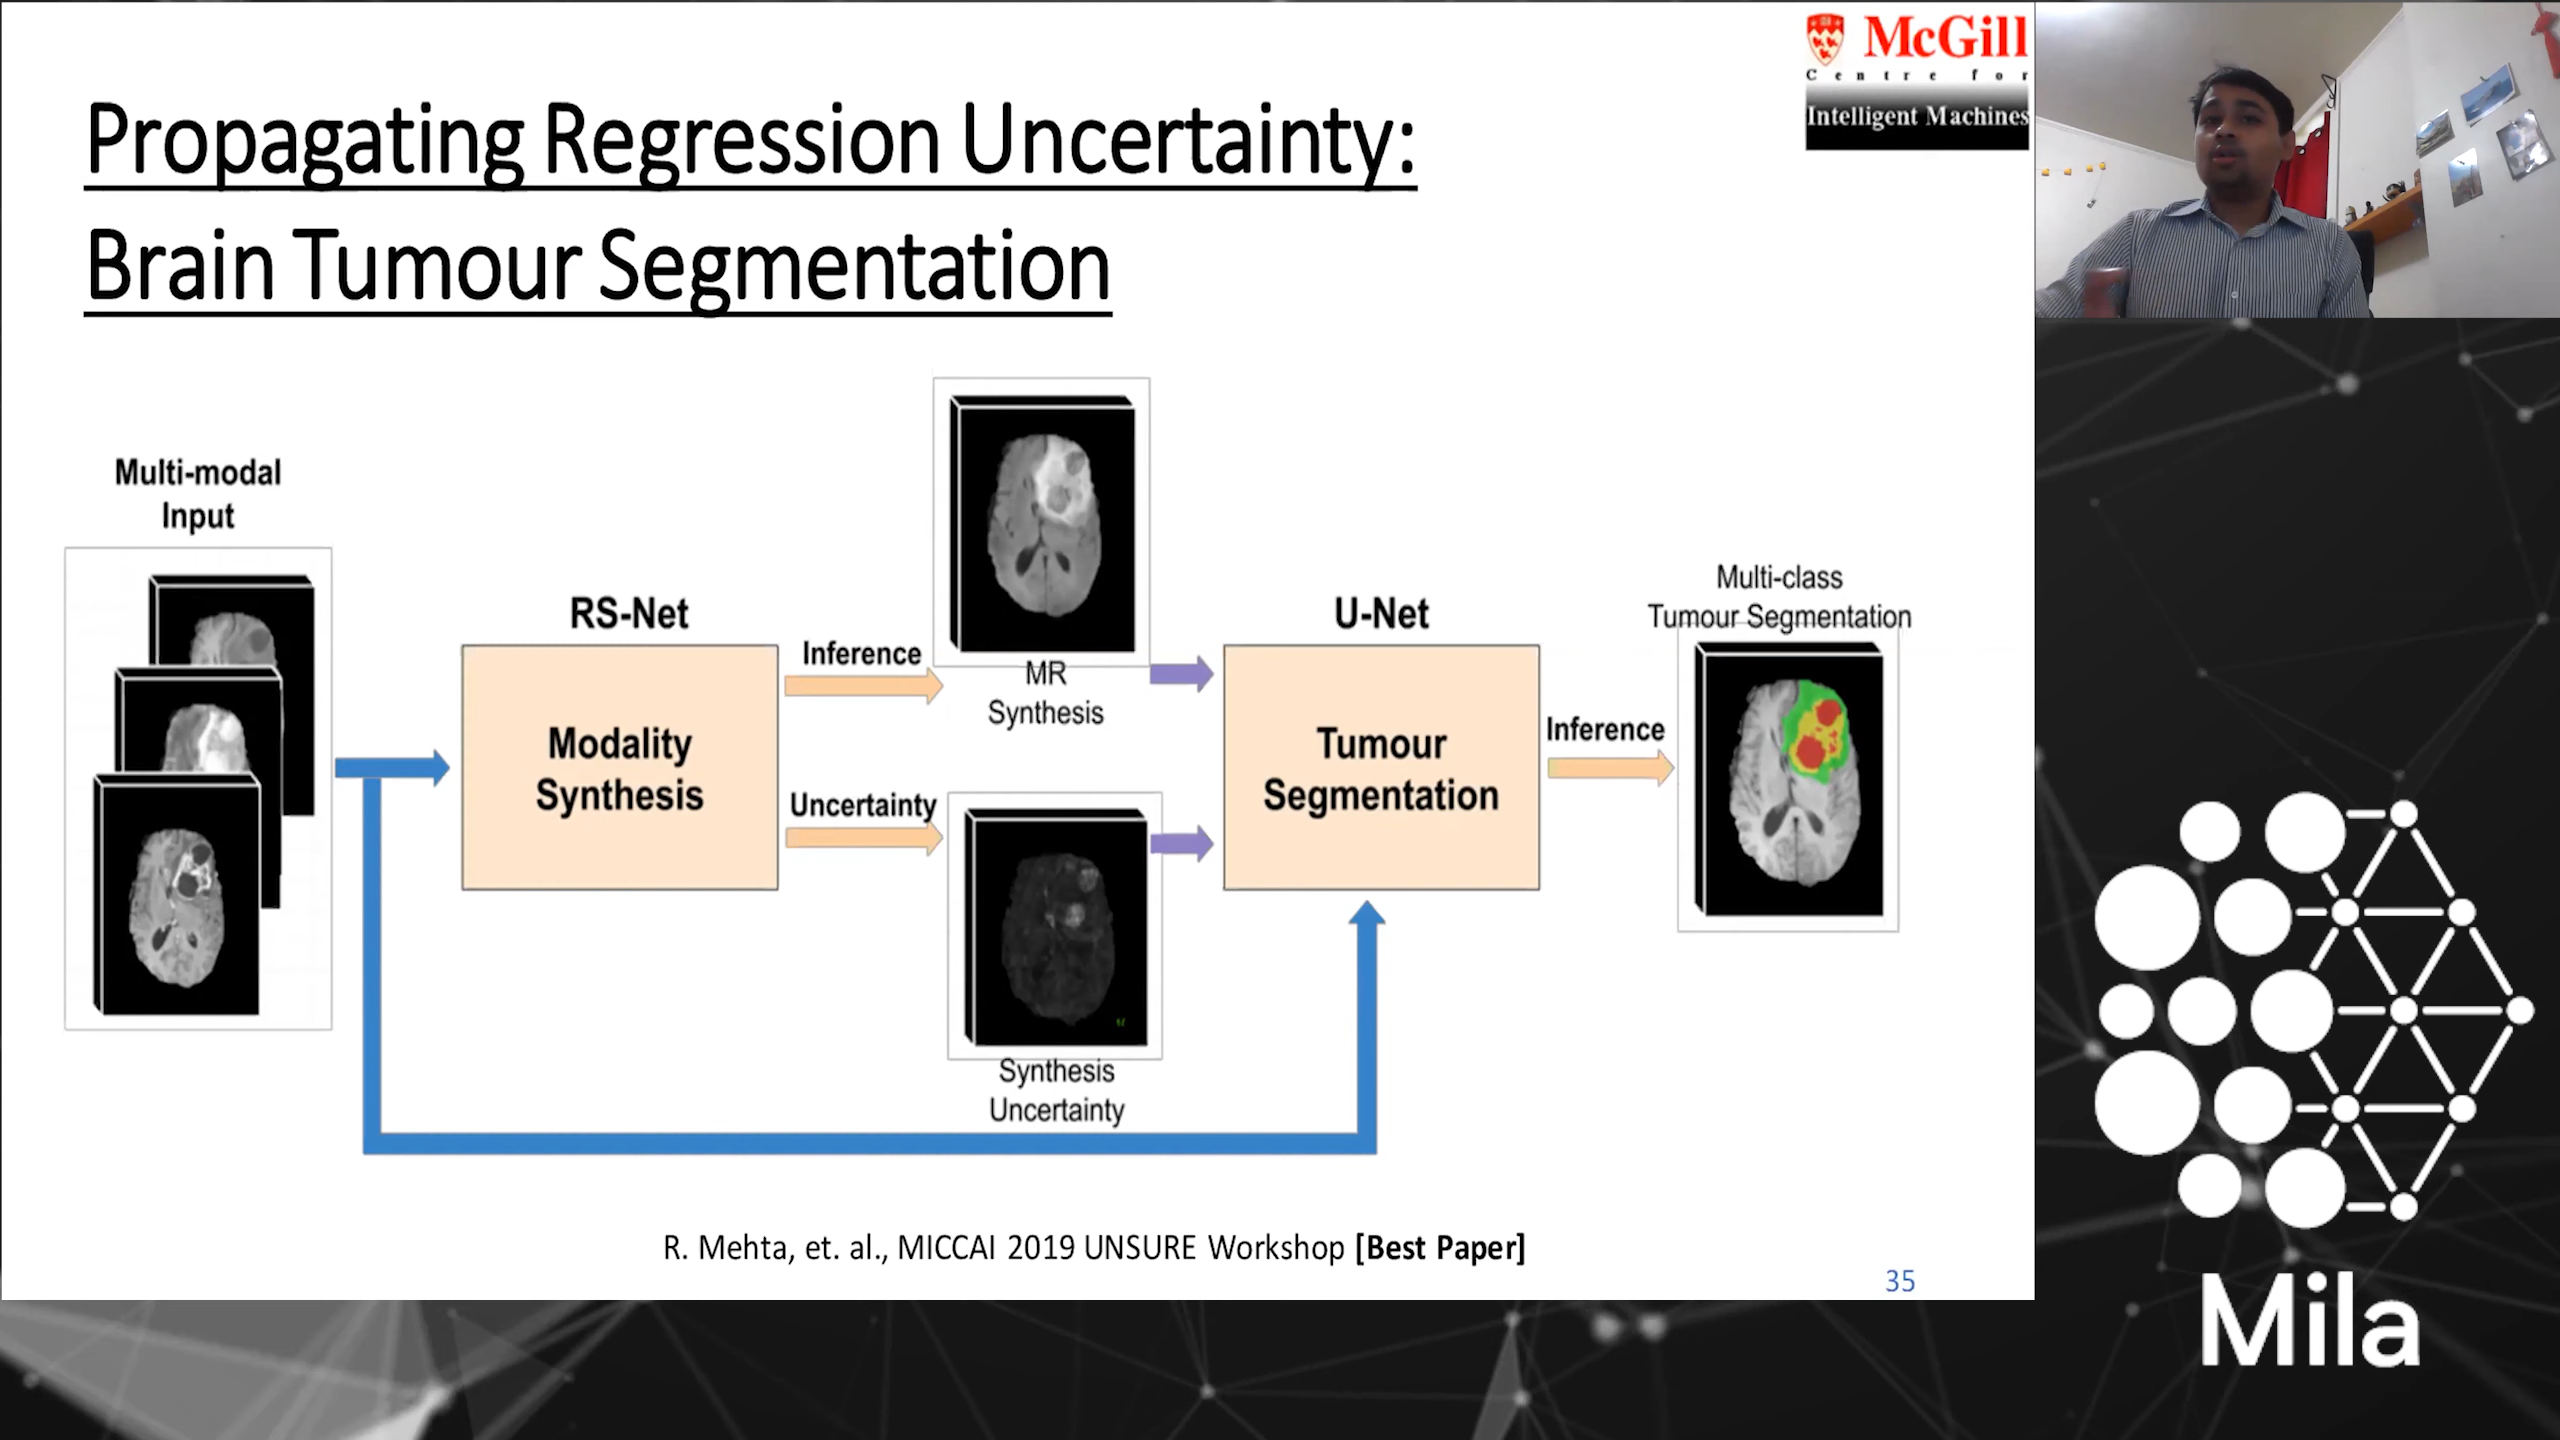 McGill
Centre for
Intelligent Machines
Propagating Regression Uncertainty:
Brain Tumour Segmentation
Multi-modal
Input
RS-Net
Modality
Synthesis
Inference
MR
Synthesis
Uncertainty
Synthesis
Uncertainty
U-Net
Tumour
Segmentation
Inference
Multi-class
Tumour Segmentation
R. Mehta, et. al., MICCAI 2019 UNSURE Workshop [Best Paper]
35
Mila